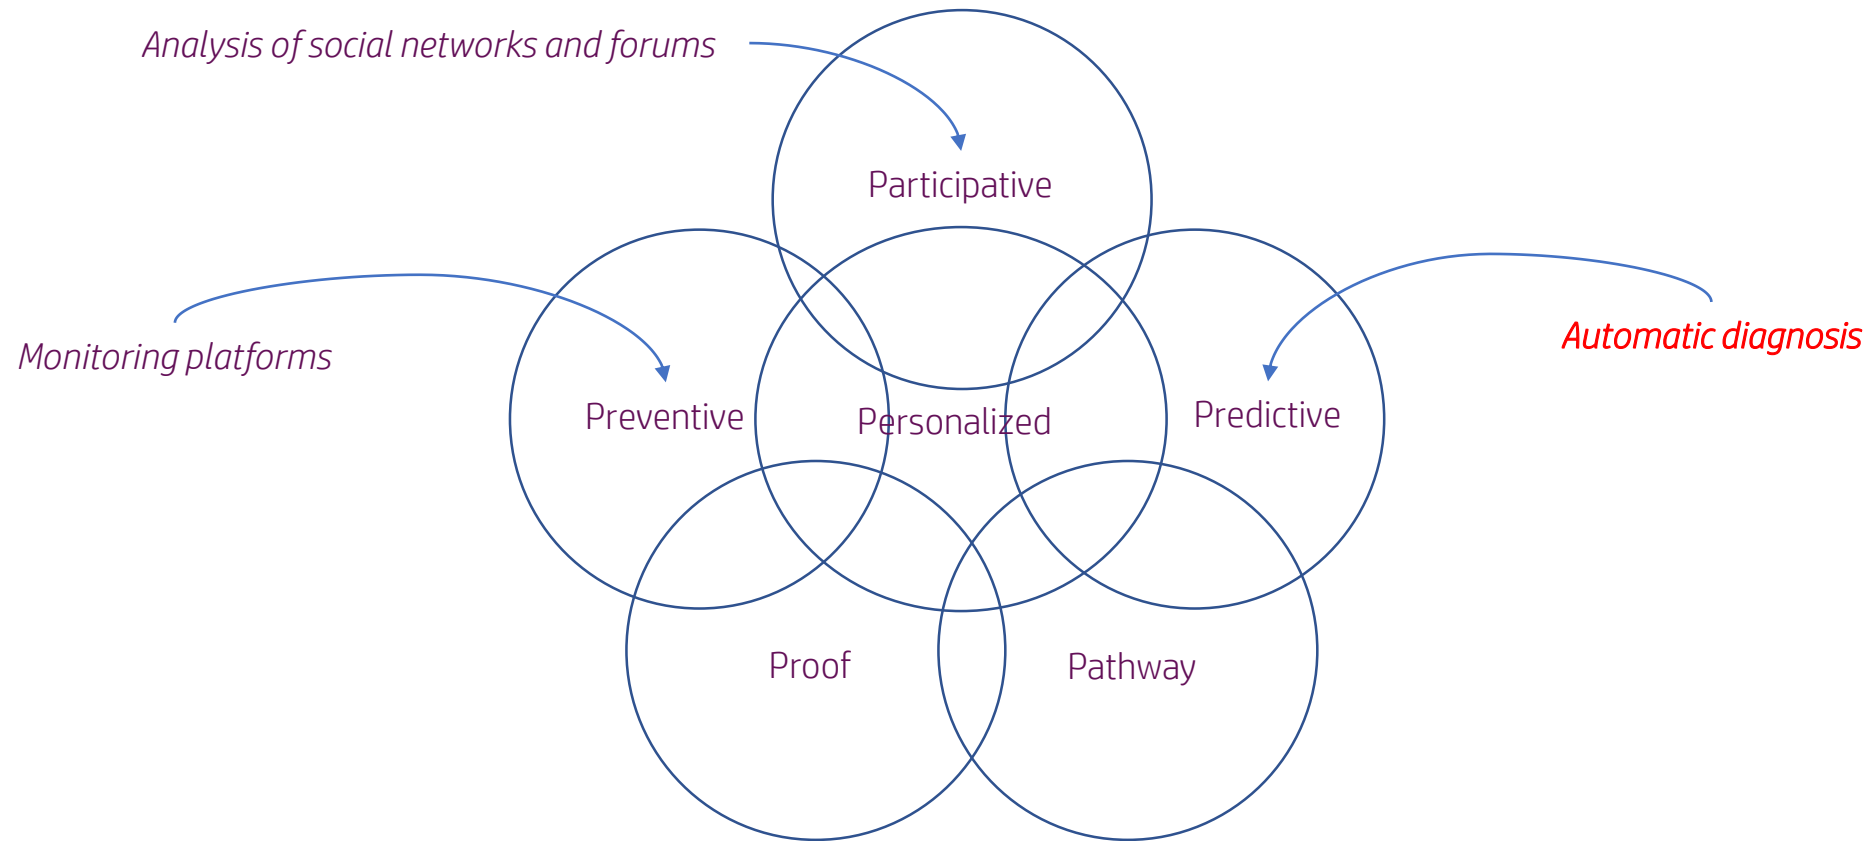 Analysis of social networks and forums
Participative
Automatic diagnosis
Monitoring platforms
Preventive
Personalized
Predictive
Proof
Pathway